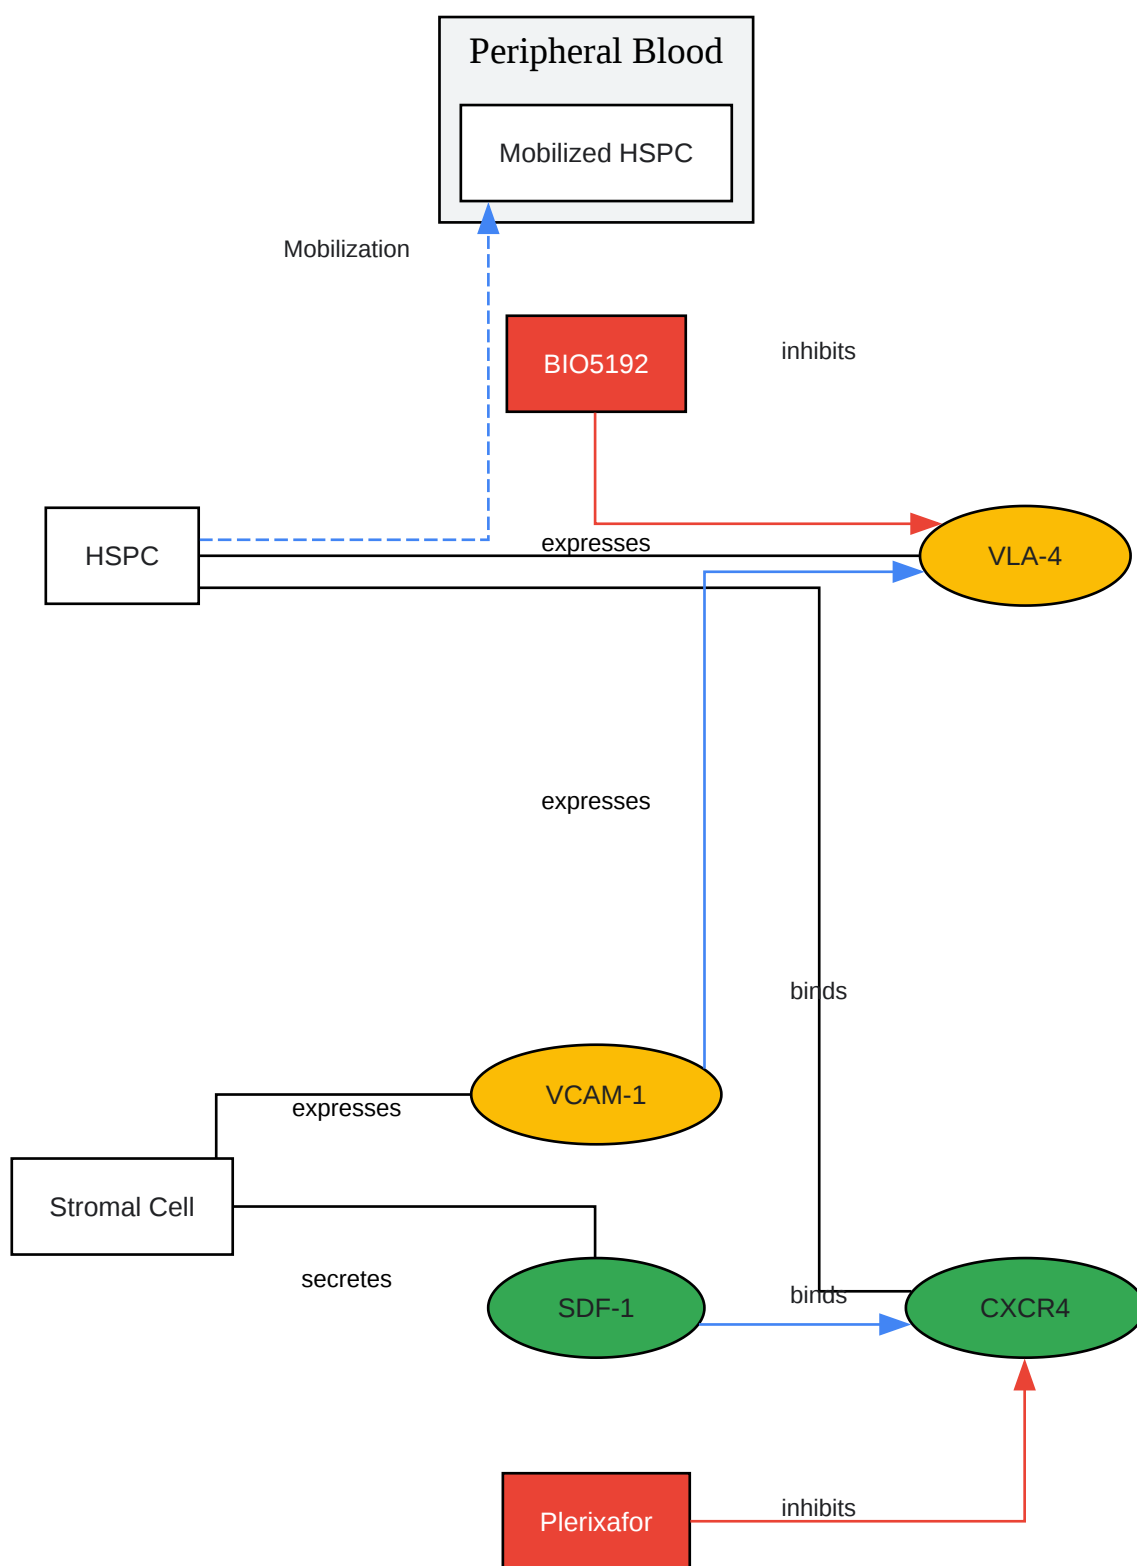 Peripheral Blood
Mobilized HSPC
Mobilization
BIO5192
inhibits
HSPC
expresses
VLA-4
expresses
binds
VCAM-1
expresses
Stromal Cell
secretes
SDF-1
binds
CXCR4
Plerixafor
inhibits